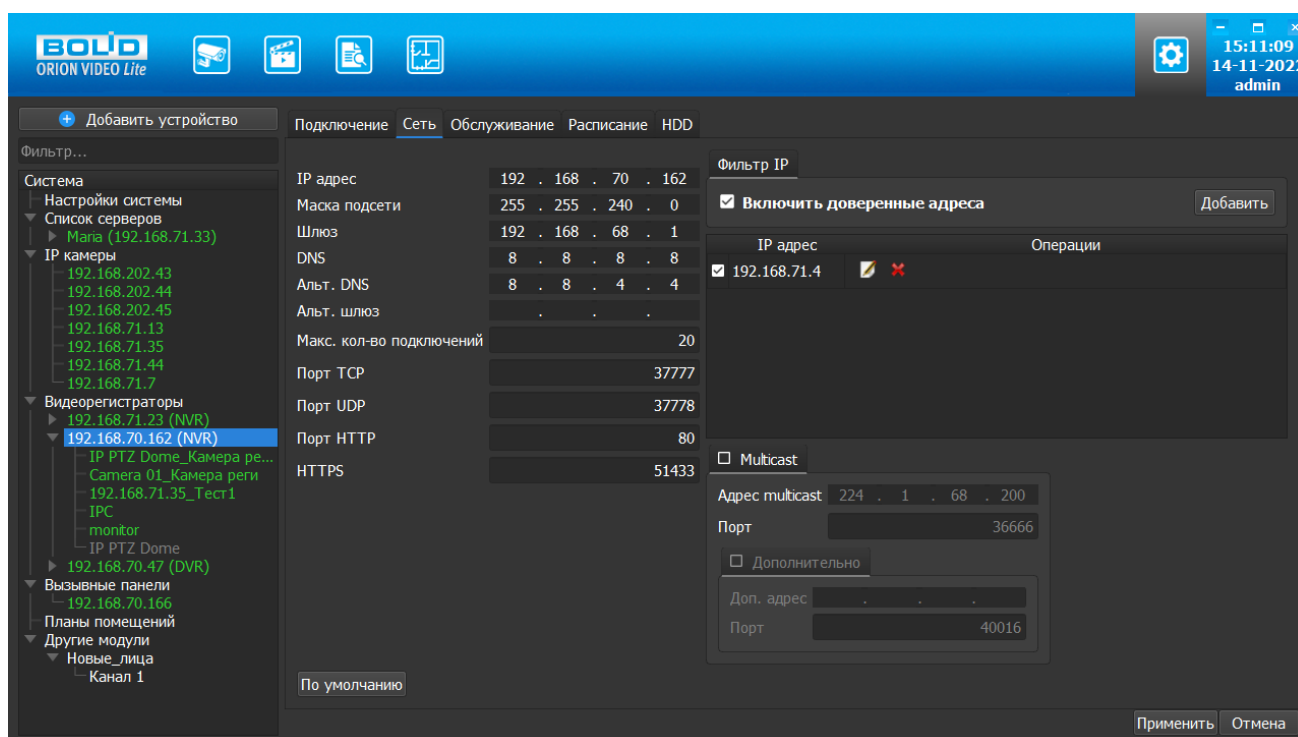 BOLID
ORION VIDEO Lite
15:11:09
14-11-202
admin
Добавить устройство
Фильтр...
Система
Настройки системы
Список серверов
Maria (192.168.71.33)
IP камеры
192.168.202.43
192.168.202.44
192.168.202.45
192.168.71.13
192.168.71.35
192.168.71.44
192.168.71.7
Видеорегистраторы
192.168.71.23 (NVR)
192.168.70.162 (NVR)
IP PTZ Dome_Камера ре...
Camera 01_Камера реги
192.168.71.35_Тест1
IPC
monitor
IP PTZ Dome
192.168.70.47 (DVR)
Вызывные панели
192.168.70.166
Планы помещений
Другие модули
Новые_лица
Канал 1
Подключение Сеть Обслуживание Расписание HDD
IP адрес 192 . 168 . 70 . 162
Маска подсети 255 . 255 . 240 . 0
Шлюз 192 . 168 . 68 . 1
DNS 8 . 8 . 8 . 8
Альт. DNS 8 . 8 . 4 . 4
Альт. шлюз . . .
Макс. кол-во подключений 20
Порт TCP 37777
Порт UDP 37778
Порт HTTP 80
HTTPS 51433
По умолчанию
Фильтр IP
Включить доверенные адреса Добавить
IP адрес Операции
192.168.71.4
Multicast
Адрес multicast 224 . 1 . 68 . 200
Порт 36666
Дополнительно
Доп. адрес . . .
Порт 40016
Применить Отмена